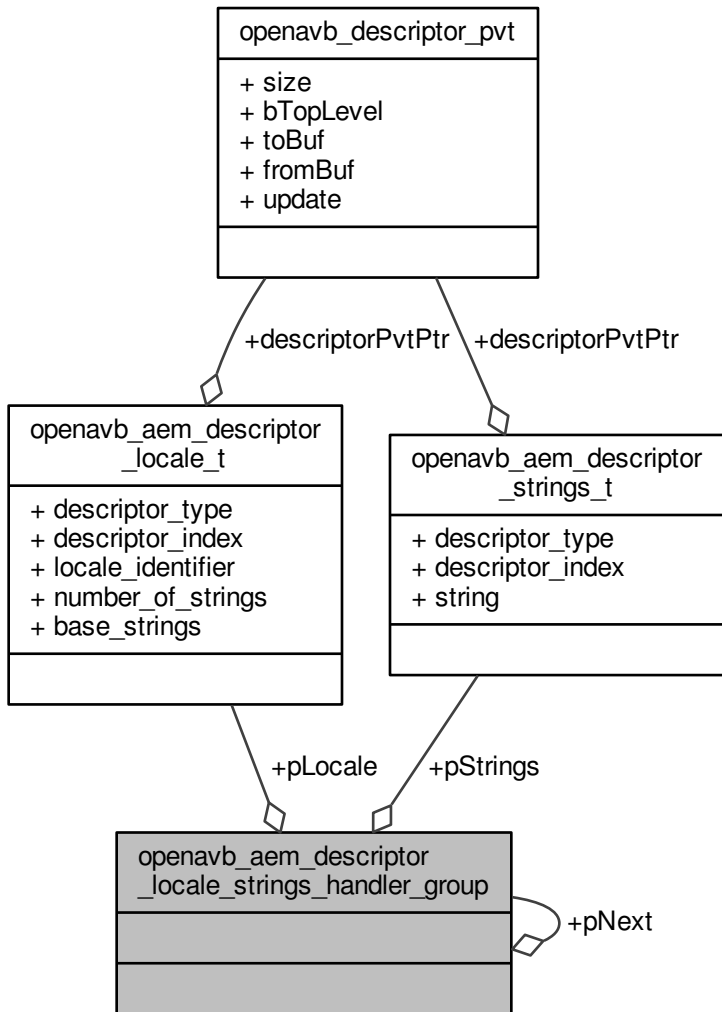 openavb_descriptor_pvt
+ size
+ bTopLevel
+ toBuf
+ fromBuf
+ update
+descriptorPvtPtr
+descriptorPvtPtr
openavb_aem_descriptor
_locale_t
+ descriptor_type
+ descriptor_index
+ locale_identifier
+ number_of_strings
+ base_strings
openavb_aem_descriptor
_strings_t
+ descriptor_type
+ descriptor_index
+ string
+pLocale
+pStrings
openavb_aem_descriptor
_locale_strings_handler_group
+pNext